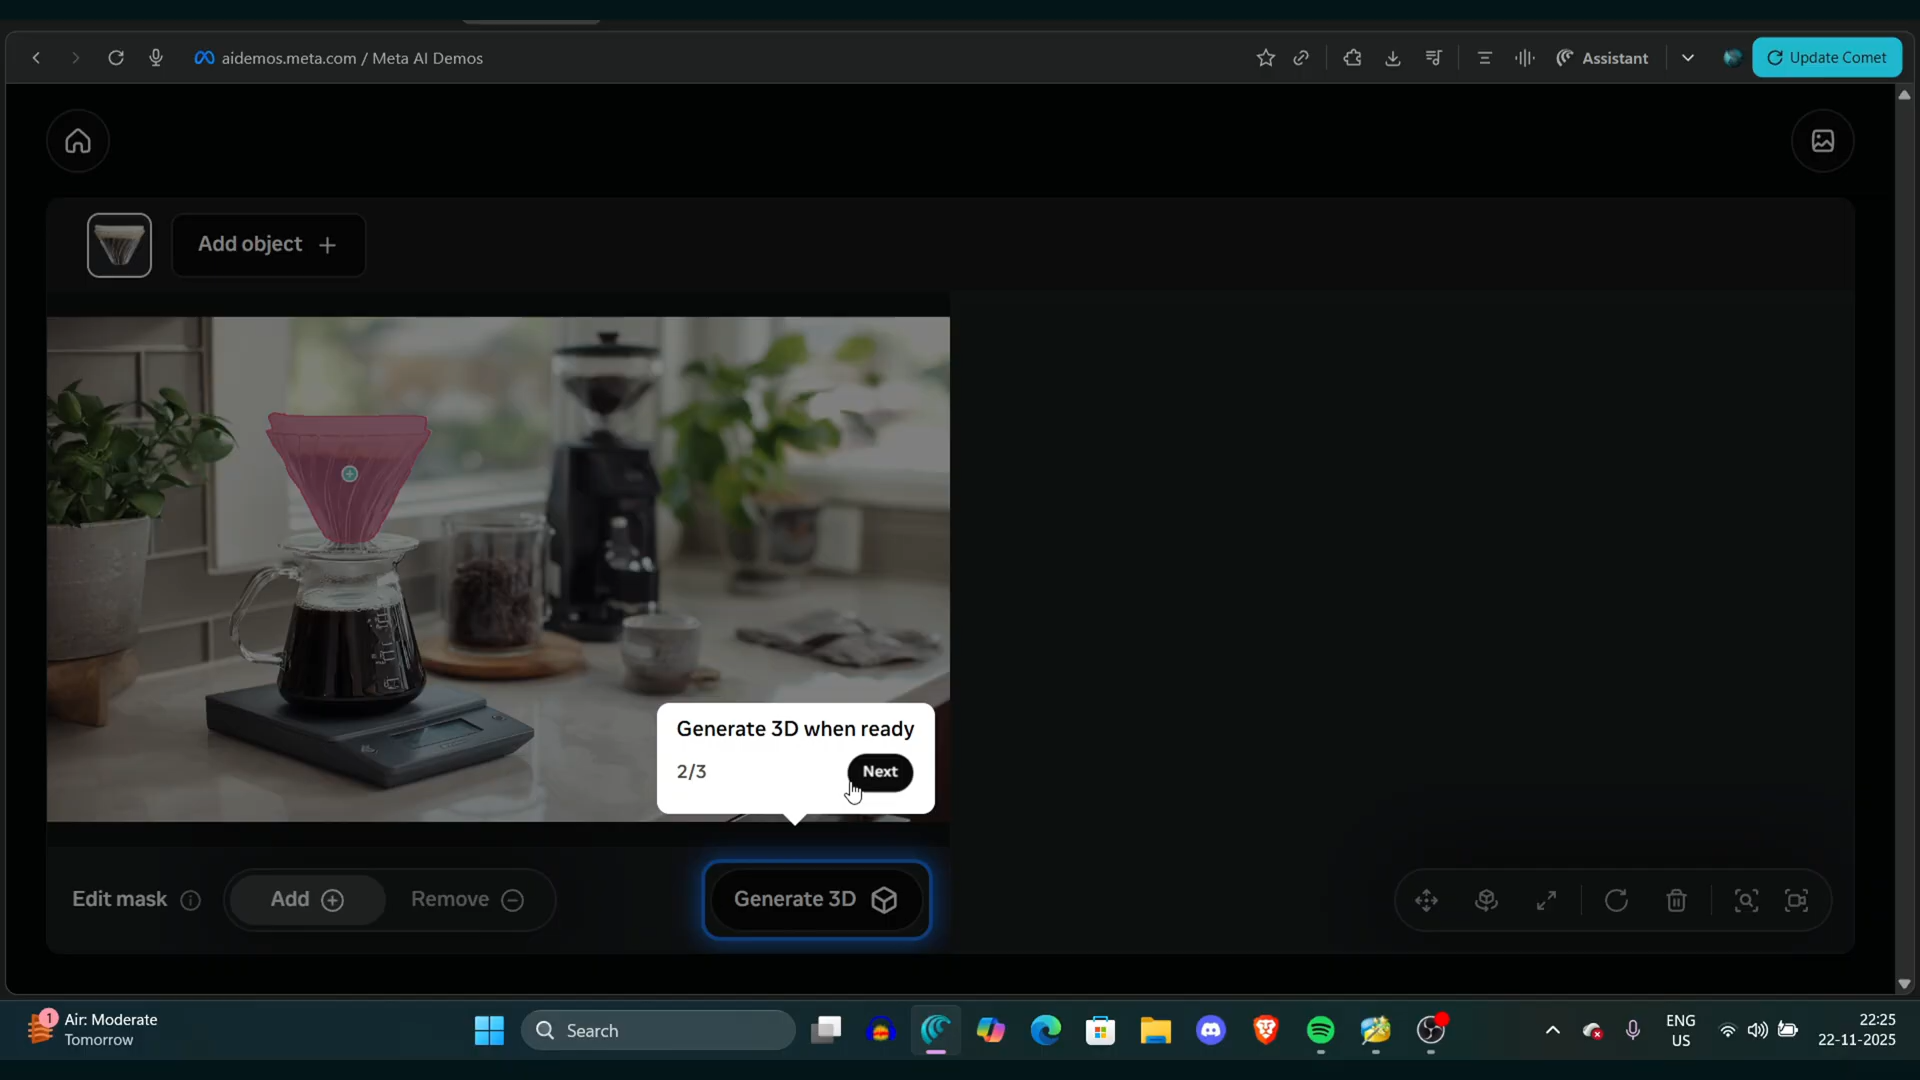 aidemos.meta.com / Meta AI Demos
Assistant
Update Comet
Add object +
Generate 3D when ready
2/3
Next
Edit mask
Add
Remove
Generate 3D
1
Air: Moderate
Tomorrow
Search
ENG
US
22:25
22-11-2025